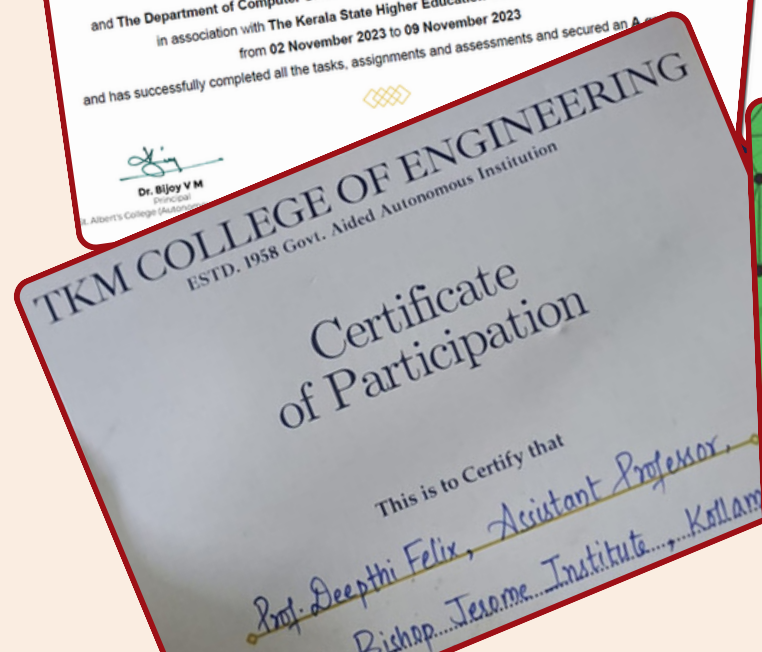 and The Department of Computer
in association with The Kerala State Higher
from 02 November 2023 to 09 November 2023
and has successfully completed all the tasks, assignments and assessments and secured an A
Dr. Bijoy V M
Principal
Albert's College
TKM COLLEGE OF ENGINEERING
ESTD. 1958 Govt. Aided Autonomous Institution
Certificate
of Participation
This is to Certify that
Prof. Deepthi Felix, Assistant Professor,
Bishop Jerome Institute, Kollam